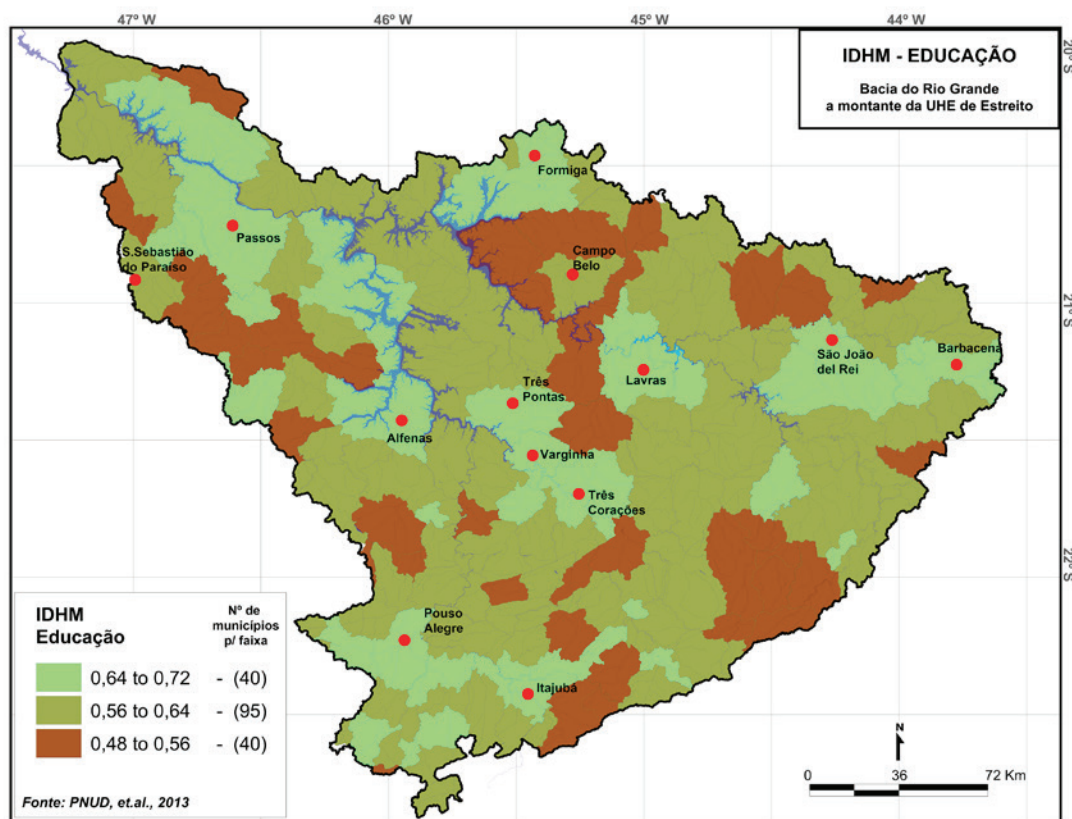 47° W
46° W
45° W
44° W
20° S
21° S
22° S
IDHM - EDUCAÇÃO
Bacia do Rio Grande
a montante da UHE de Estreito
Formiga
Passos
S.Sebastião
do Paraíso
Campo
Belo
São João
del Rei
Barbacena
Lavras
Três
Pontas
Alfenas
Varginha
Três
Corações
Pouso
Alegre
Itajubá
IDHM
Educação
Nº de
municípios
p/ faixa
0,64 to 0,72 - (40)
0,56 to 0,64 - (95)
0,48 to 0,56 - (40)
Fonte: PNUD, et.al., 2013
N
0 36 72 Km